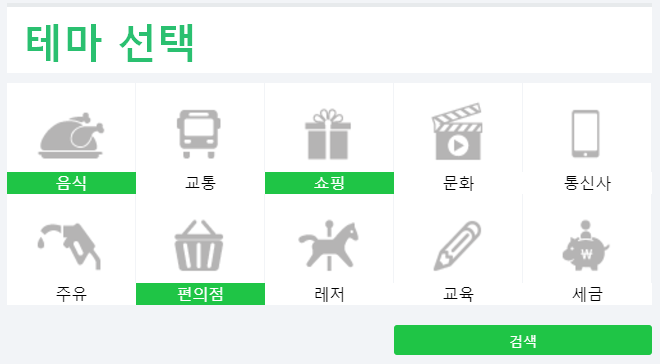 테마 선택
음식 교통 쇼핑 문화 통신사
₩
주유 편의점 레저 교육 세금
검색